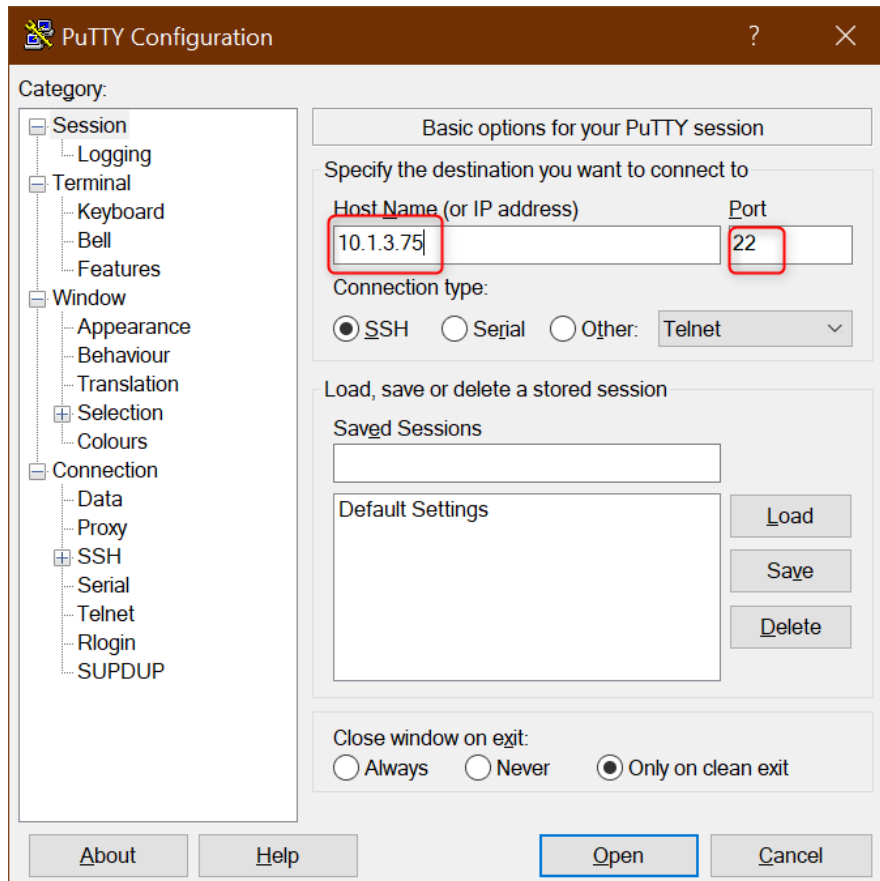 PuTTY Configuration
Category:
Session
Logging
Terminal
Keyboard
Bell
Features
Window
Appearance
Behaviour
Translation
Selection
Colours
Connection
Data
Proxy
SSH
Serial
Telnet
Rlogin
SUPDUP
Basic options for your PuTTY session
Specify the destination you want to connect to
Host Name (or IP address) Port
10.1.3.75 22
Connection type:
SSH Serial Other: Telnet
Load, save or delete a stored session
Saved Sessions
Default Settings
Load
Save
Delete
Close window on exit:
Always Never Only on clean exit
About Help Open Cancel